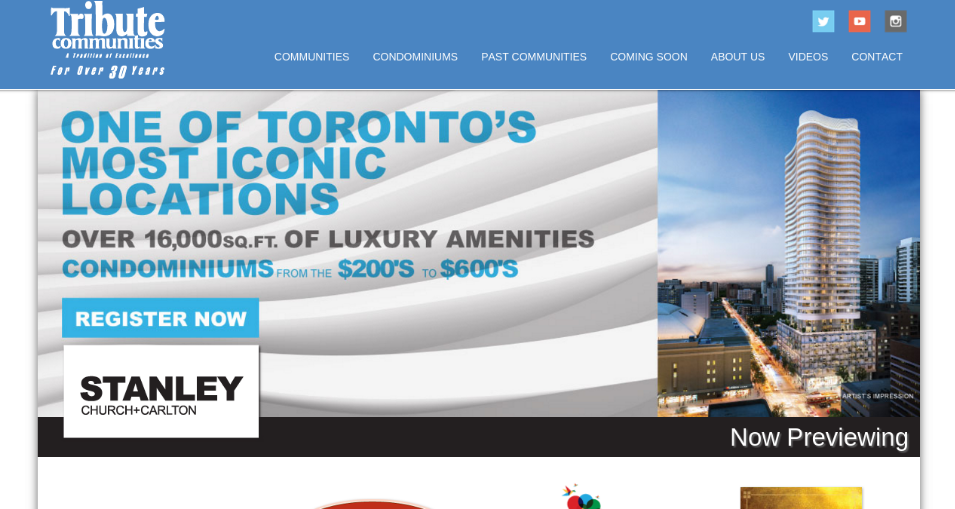 Tribute
communities
A Tradition of Excellence
For Over 30 Years
COMMUNITIES CONDOMINIUMS PAST COMMUNITIES COMING SOON ABOUT US VIDEOS CONTACT
ONE OF TORONTO'S
MOST ICONIC
LOCATIONS
OVER 16,000SQ.FT. OF LUXURY AMENITIES
CONDOMINIUMS FROM THE $200'S TO $600'S
REGISTER NOW
STANLEY
CHURCH+CARLTON
ARTIST'S IMPRESSION
Now Previewing